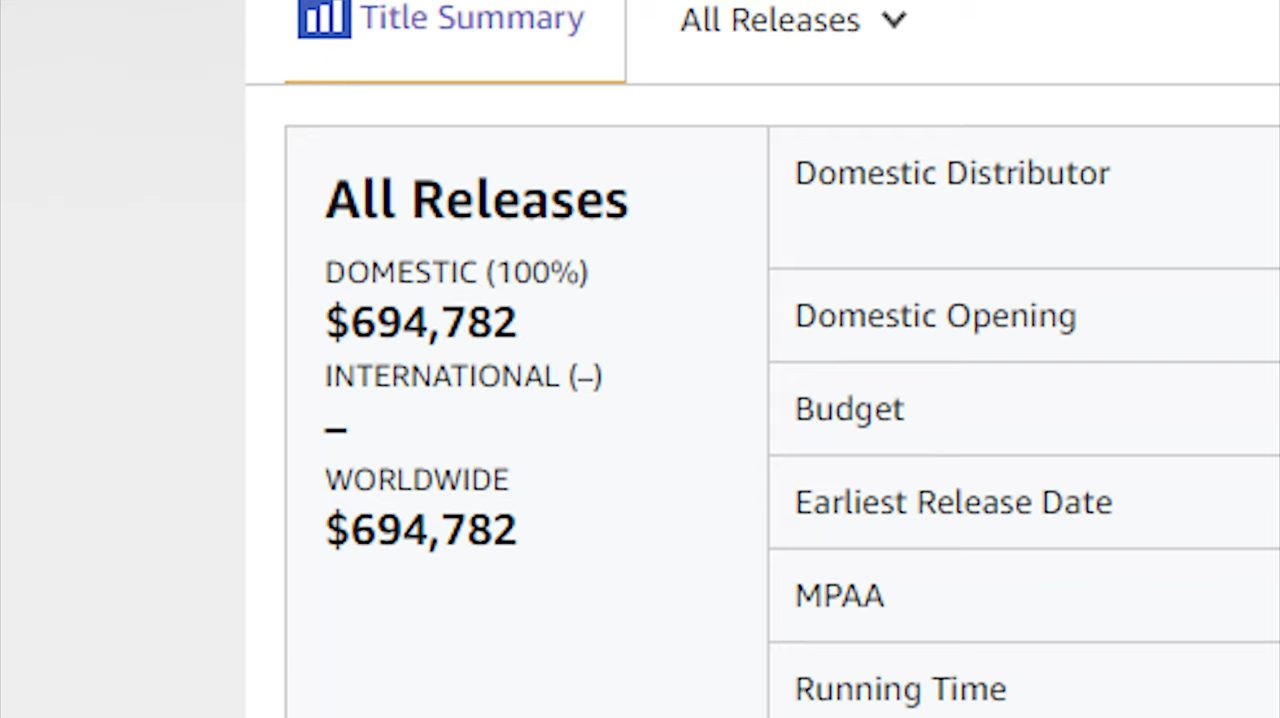 Title Summary
All Releases
All Releases
DOMESTIC (100%)
$694,782
INTERNATIONAL (–)
–
WORLDWIDE
$694,782
Domestic Distributor
Domestic Opening
Budget
Earliest Release Date
MPAA
Running Time